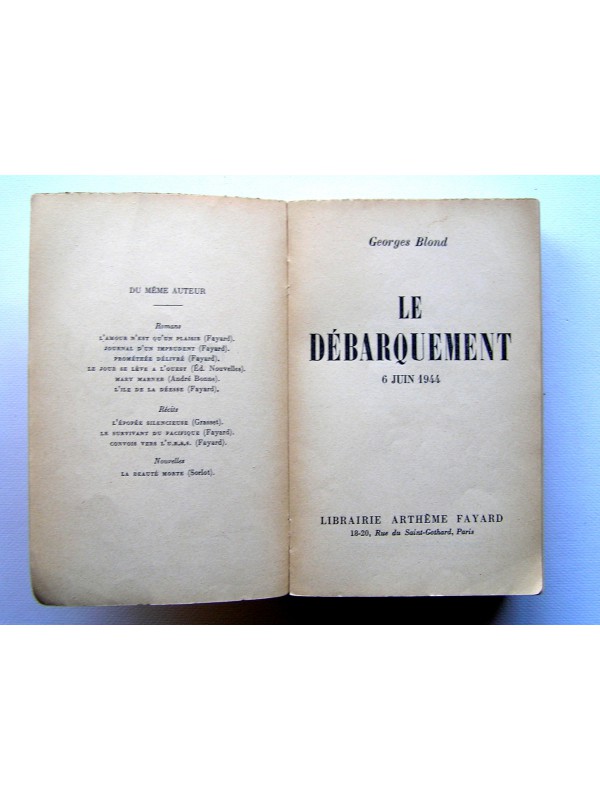 DU MÊME AUTEUR
Romans
L'AMOUR N'EST QU'UN PLAISIR (Fayard).
JOURNAL D'UN IMPRUDENT (Fayard).
PROMÉTHÉE DÉLIVRÉ (Fayard).
LE JOUR SE LÈVE A L'OUEST (Éd. Nouvelles).
MARY MARNER (André Bonne).
L'ILE DE LA DÉESSE (Fayard).
Récits
L'ÉPOPÉE SILENCIEUSE (Grasset).
LE SURVIVANT DU PACIFIQUE (Fayard).
CONVOIS VERS L'U.R.S.S. (Fayard).
Nouvelles
LA BEAUTÉ MORTE (Sorlot).
Georges Blond
LE
DÉBARQUEMENT
6 JUIN 1944
LIBRAIRIE ARTHÈME FAYARD
18-20, Rue du Saint-Gothard, Paris